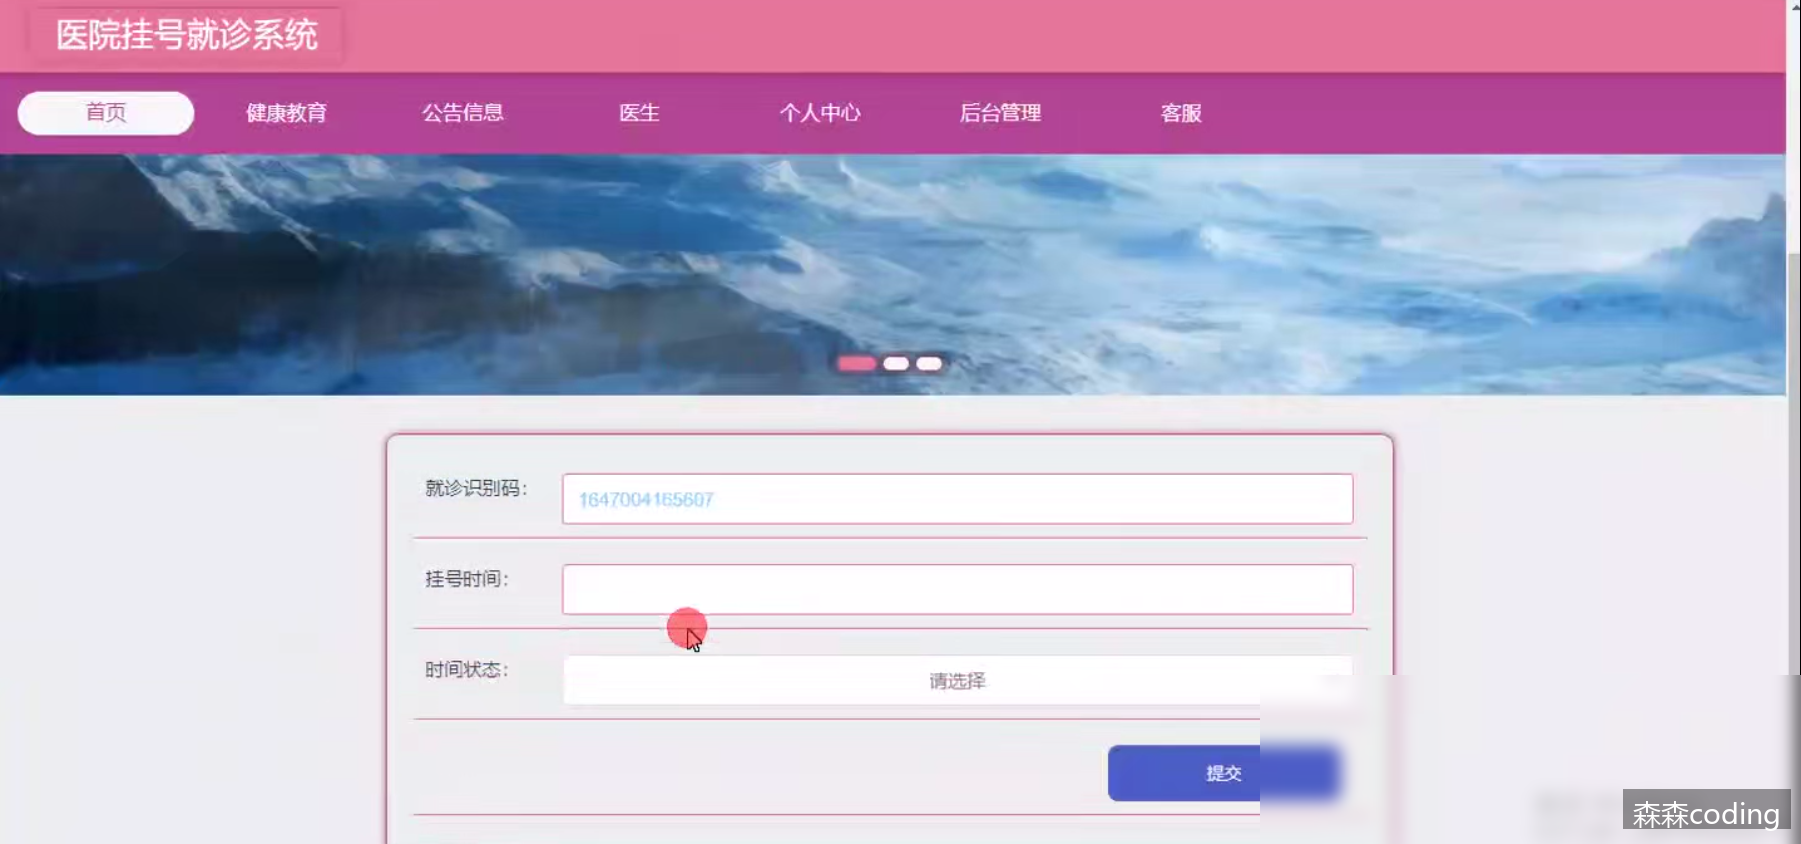 医院挂号就诊系统
首页 健康教育 公告信息 医生 个人中心 后台管理 客服
就诊识别码： 1647004165607
挂号时间：
时间状态： 请选择
提交
森森coding